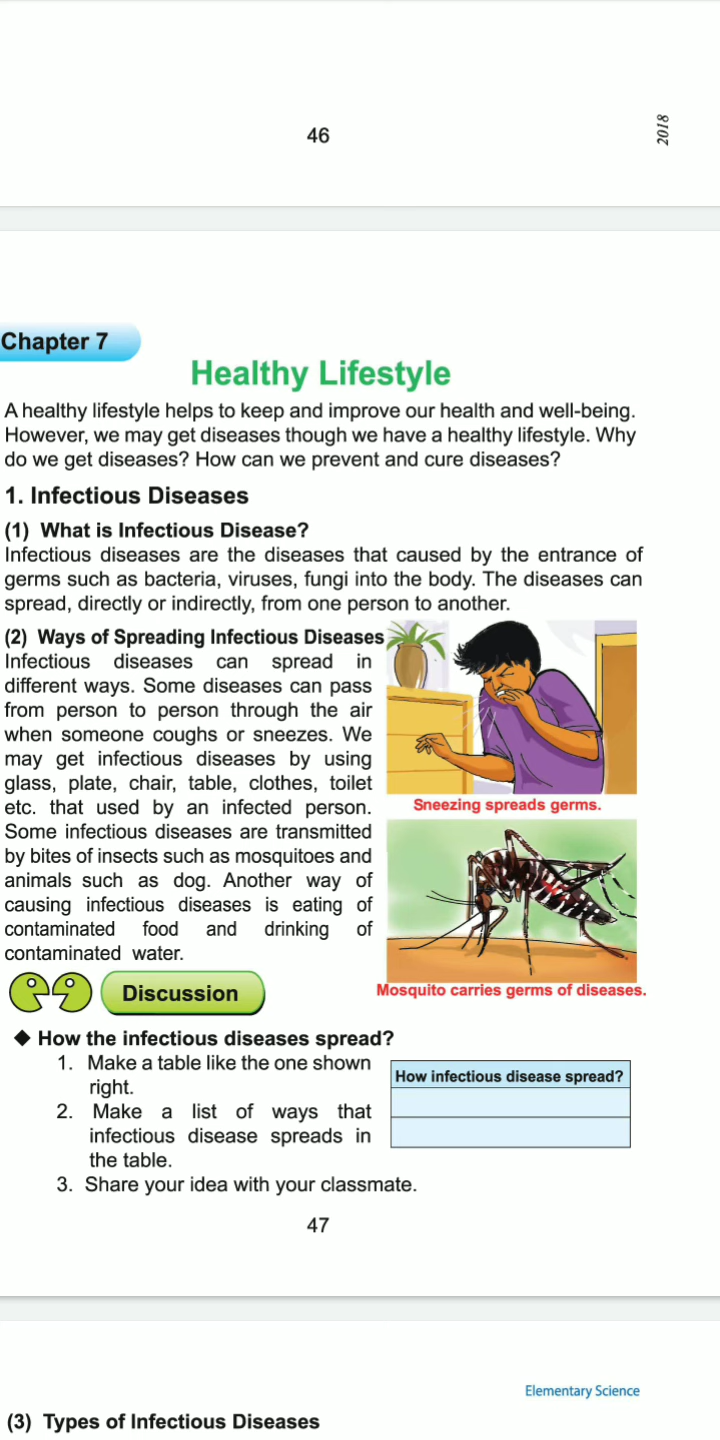 46
2018
Chapter 7
Healthy Lifestyle
A healthy lifestyle helps to keep and improve our health and well-being.
However, we may get diseases though we have a healthy lifestyle. Why
do we get diseases? How can we prevent and cure diseases?
1. Infectious Diseases
(1) What is Infectious Disease?
Infectious diseases are the diseases that caused by the entrance of
germs such as bacteria, viruses, fungi into the body. The diseases can
spread, directly or indirectly, from one person to another.
(2) Ways of Spreading Infectious Diseases
Infectious diseases can spread in
different ways. Some diseases can pass
from person to person through the air
when someone coughs or sneezes. We
may get infectious diseases by using
glass, plate, chair, table, clothes, toilet
etc. that used by an infected person.
Some infectious diseases are transmitted
by bites of insects such as mosquitoes and
animals such as dog. Another way of
causing infectious diseases is eating of
contaminated food and drinking of
contaminated water.
Sneezing spreads germs.
Mosquito carries germs of diseases.
Discussion
◆ How the infectious diseases spread?
1. Make a table like the one shown
right.
2. Make a list of ways that
infectious disease spreads in
the table.
3. Share your idea with your classmate.
How infectious disease spread?
47
Elementary Science
(3) Types of Infectious Diseases